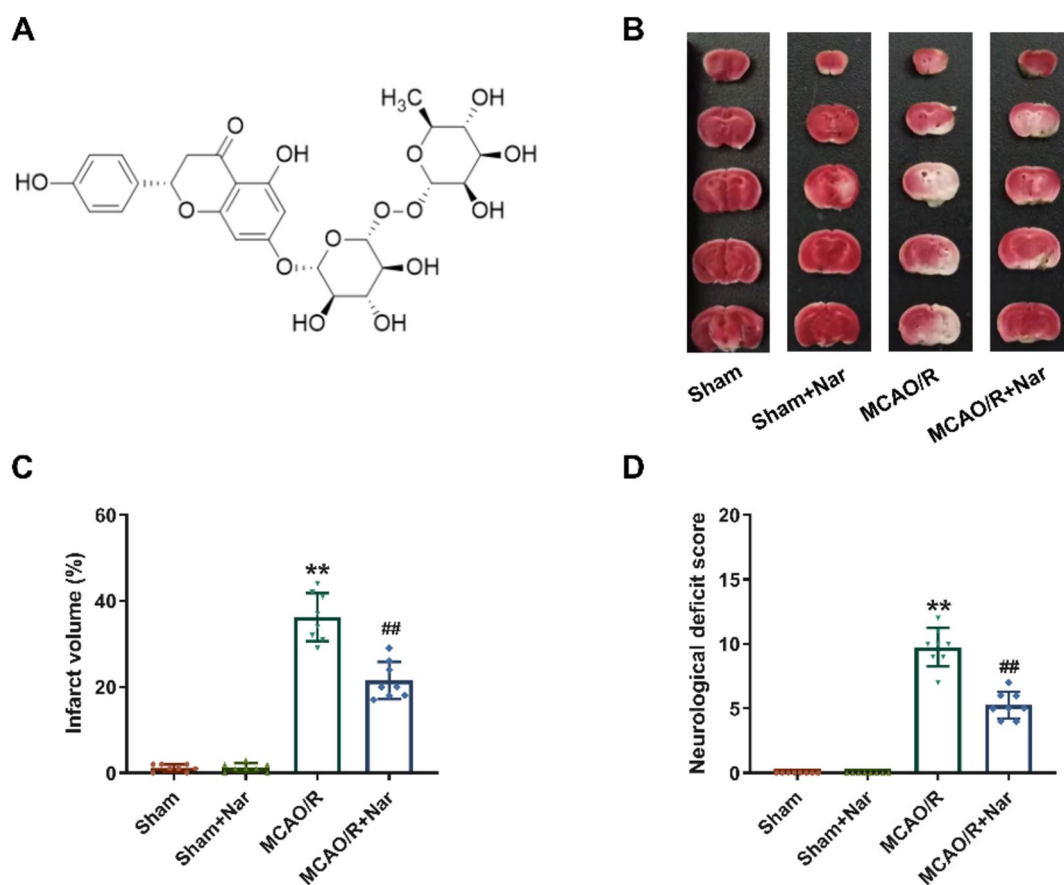 A
B
H₃C
OH
O
OH
O
OH
HO
O
OH
O
O
O–O
O
OH
HO
OH
Sham
Sham+Nar
MCAO/R
MCAO/R+Nar
C
D
Infarct volume (%)
60
40
20
0
**
##
Sham
Sham+Nar
MCAO/R
MCAO/R+Nar
Neurological deficit score
20
15
10
5
0
**
##
Sham
Sham+Nar
MCAO/R
MCAO/R+Nar